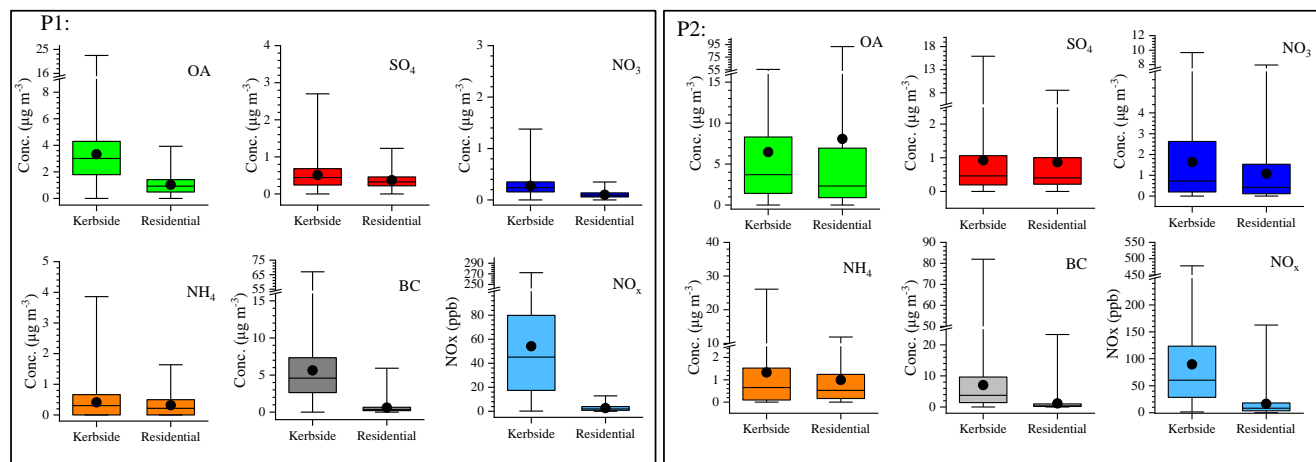 P1:
25
16
8
6
4
2
0
Conc. (µg m⁻³)
OA
Kerbside Residential
4
3
2
1
0
Conc. (µg m⁻³)
SO₄
Kerbside Residential
3
2
1
0
Conc. (µg m⁻³)
NO₃
Kerbside Residential
5
4
3
2
1
0
Conc. (µg m⁻³)
NH₄
Kerbside Residential
75
65
55
45
35
25
15
10
5
0
Conc. (µg m⁻³)
BC
Kerbside Residential
290
270
250
80
60
40
20
0
NOx (ppb)
NOₓ
Kerbside Residential
P2:
95
75
55
15
10
5
0
Conc. (µg m⁻³)
OA
Kerbside Residential
18
13
8
2
1
0
Conc. (µg m⁻³)
SO₄
Kerbside Residential
12
10
8
4
3
2
1
0
Conc. (µg m⁻³)
NO₃
Kerbside Residential
40
26
14
2
1
0
Conc. (µg m⁻³)
NH₄
Kerbside Residential
90
80
70
60
50
20
10
0
Conc. (µg m⁻³)
BC
Kerbside Residential
550
500
450
200
150
100
50
0
NOx (ppb)
NOₓ
Kerbside Residential